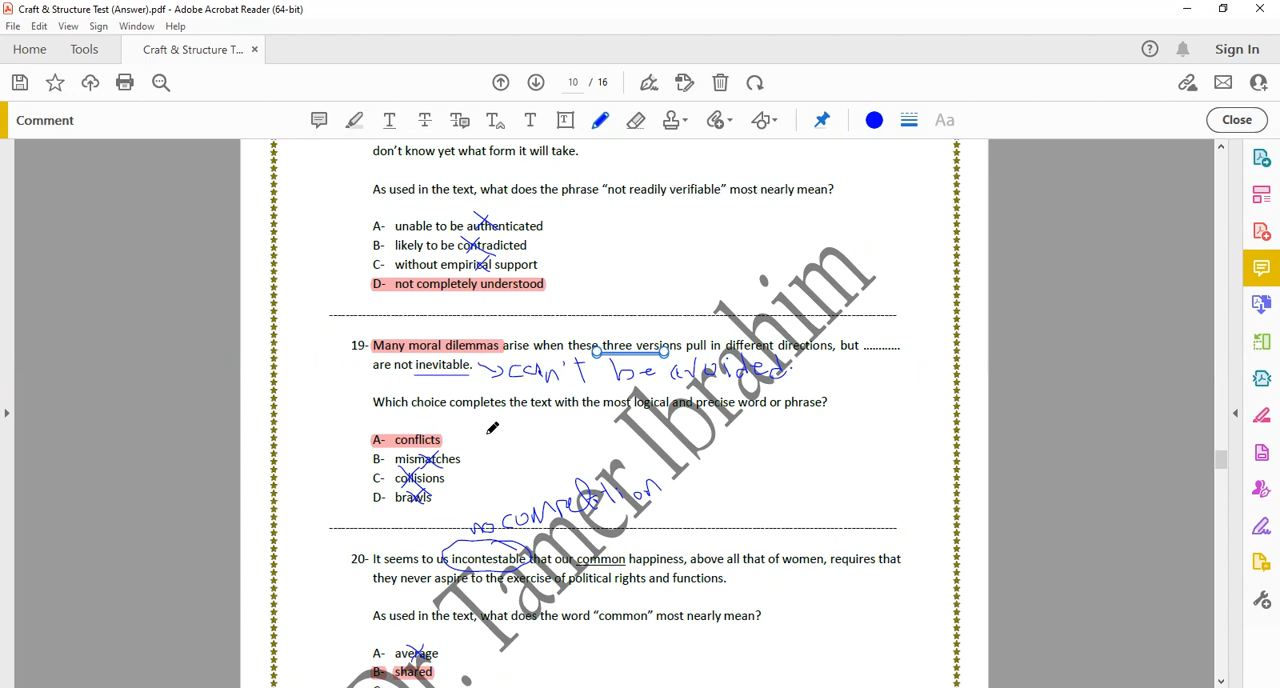 Craft & Structure Test (Answer).pdf - Adobe Acrobat Reader (64-bit)
File Edit View Sign Window Help
Home Tools Craft & Structure T... × Sign In
10 / 16
Comment Aa Close
don't know yet what form it will take.
As used in the text, what does the phrase "not readily verifiable" most nearly mean?
A- unable to be authenticated
B- likely to be contradicted
C- without empirical support
D- not completely understood
19- Many moral dilemmas arise when these three versions pull in different directions, but ............
are not inevitable. can't be avoided.
Which choice completes the text with the most logical and precise word or phrase?
A- conflicts
B- mismatches
C- collisions
D- brawls
no competition
20- It seems to us incontestable that our common happiness, above all that of women, requires that
they never aspire to the exercise of political rights and functions.
As used in the text, what does the word "common" most nearly mean?
A- average
B- shared
Dr. Tamer Ibrahim